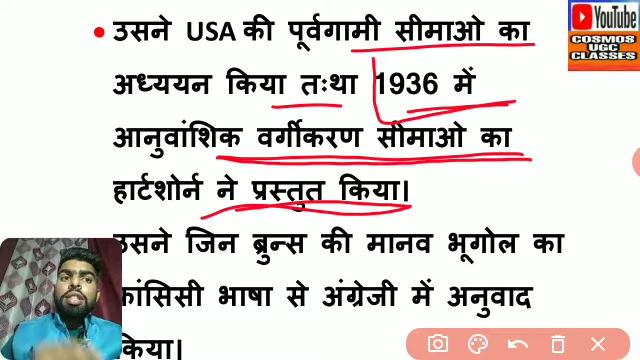 YouTube
COSMOS
UGC
CLASSES
• उसने USA की पूर्वगामी सीमाओ का
अध्ययन किया तःथा 1936 में
आनुवांशिक वर्गीकरण सीमाओ का
हार्टशोर्न ने प्रस्तुत किया।
उसने जिन ब्रुन्स की मानव भूगोल का
फ्रांसिसी भाषा से अंग्रेजी में अनुवाद
किया।